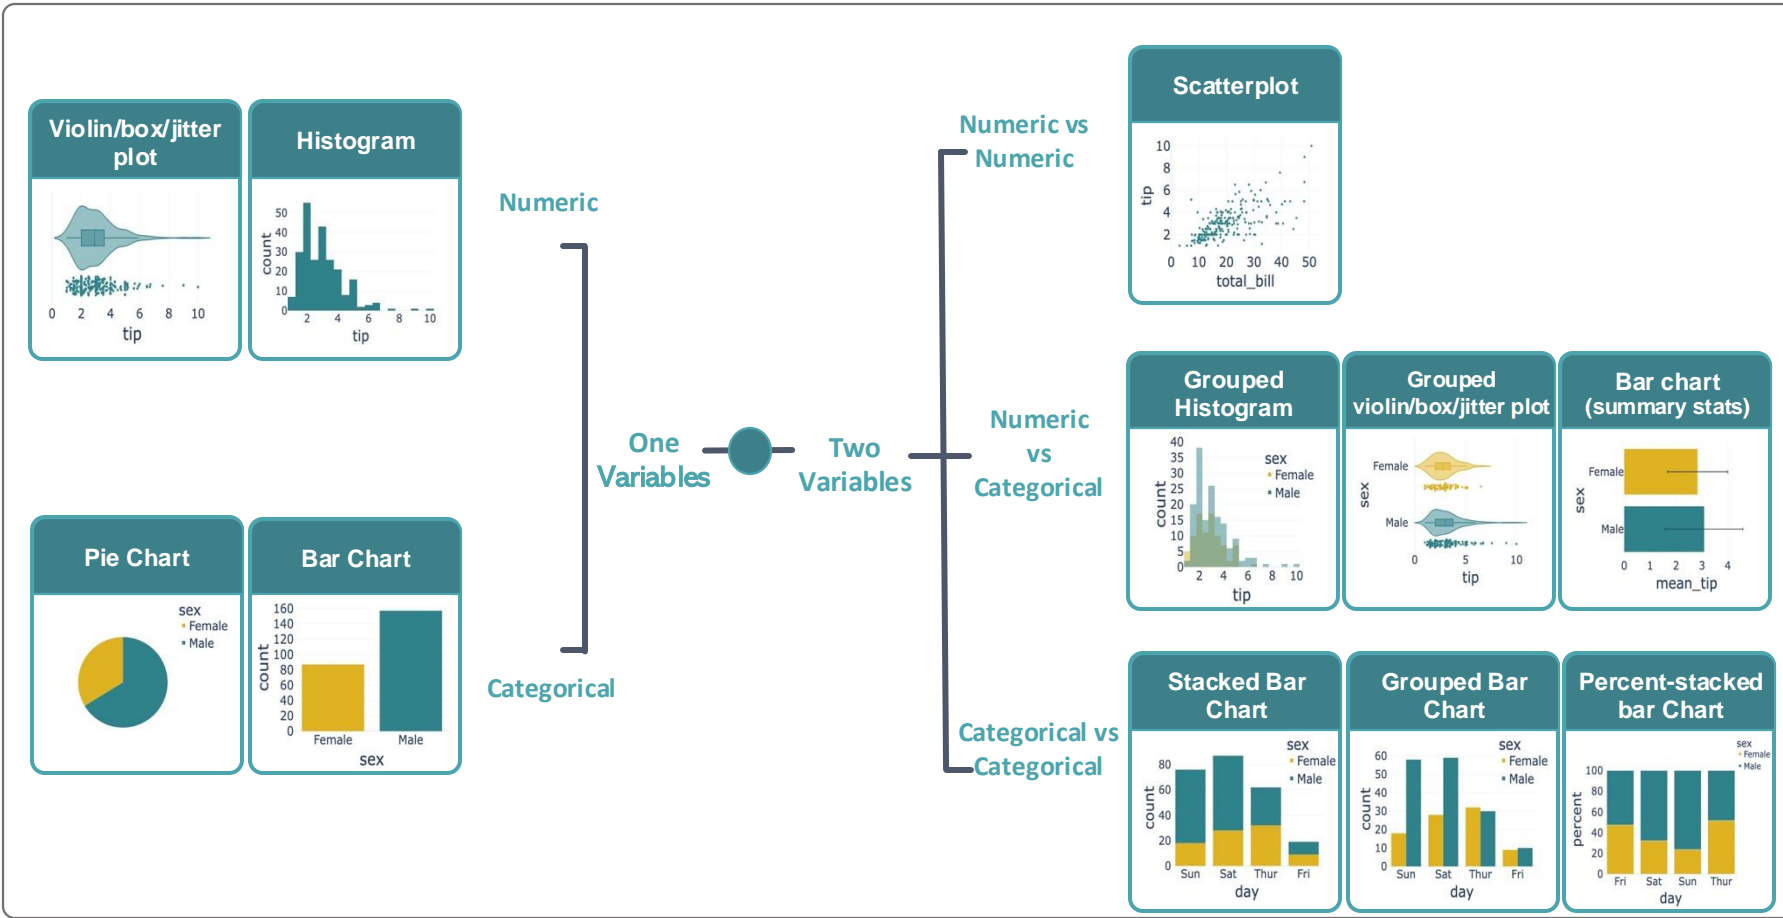 Violin/box/jitter
plot
0 2 4 6 8 10
tip
Histogram
50
40
30
20
10
0
count
2 4 6 8 10
tip
Numeric
Pie Chart
sex
Female
Male
Bar Chart
160
140
120
100
80
60
40
20
0
count
Female Male
sex
Categorical
One
Variables
Two
Variables
Numeric vs
Numeric
Scatterplot
10
8
6
4
2
tip
0 10 20 30 40 50
total_bill
Numeric
vs
Categorical
Grouped
Histogram
40
35
30
25
20
15
10
5
0
count
sex
Female
Male
2 4 6 8 10
tip
Grouped
violin/box/jitter plot
Female
Male
sex
0 5 10
tip
Bar chart
(summary stats)
Female
Male
sex
0 1 2 3 4
mean_tip
Categorical vs
Categorical
Stacked Bar
Chart
sex
Female
Male
80
60
40
20
0
count
Sun Sat Thur Fri
day
Grouped Bar
Chart
sex
Female
Male
60
50
40
30
20
10
0
count
Sun Sat Thur Fri
day
Percent-stacked
bar Chart
sex
Female
Male
100
80
60
40
20
0
percent
Fri Sat Sun Thur
day